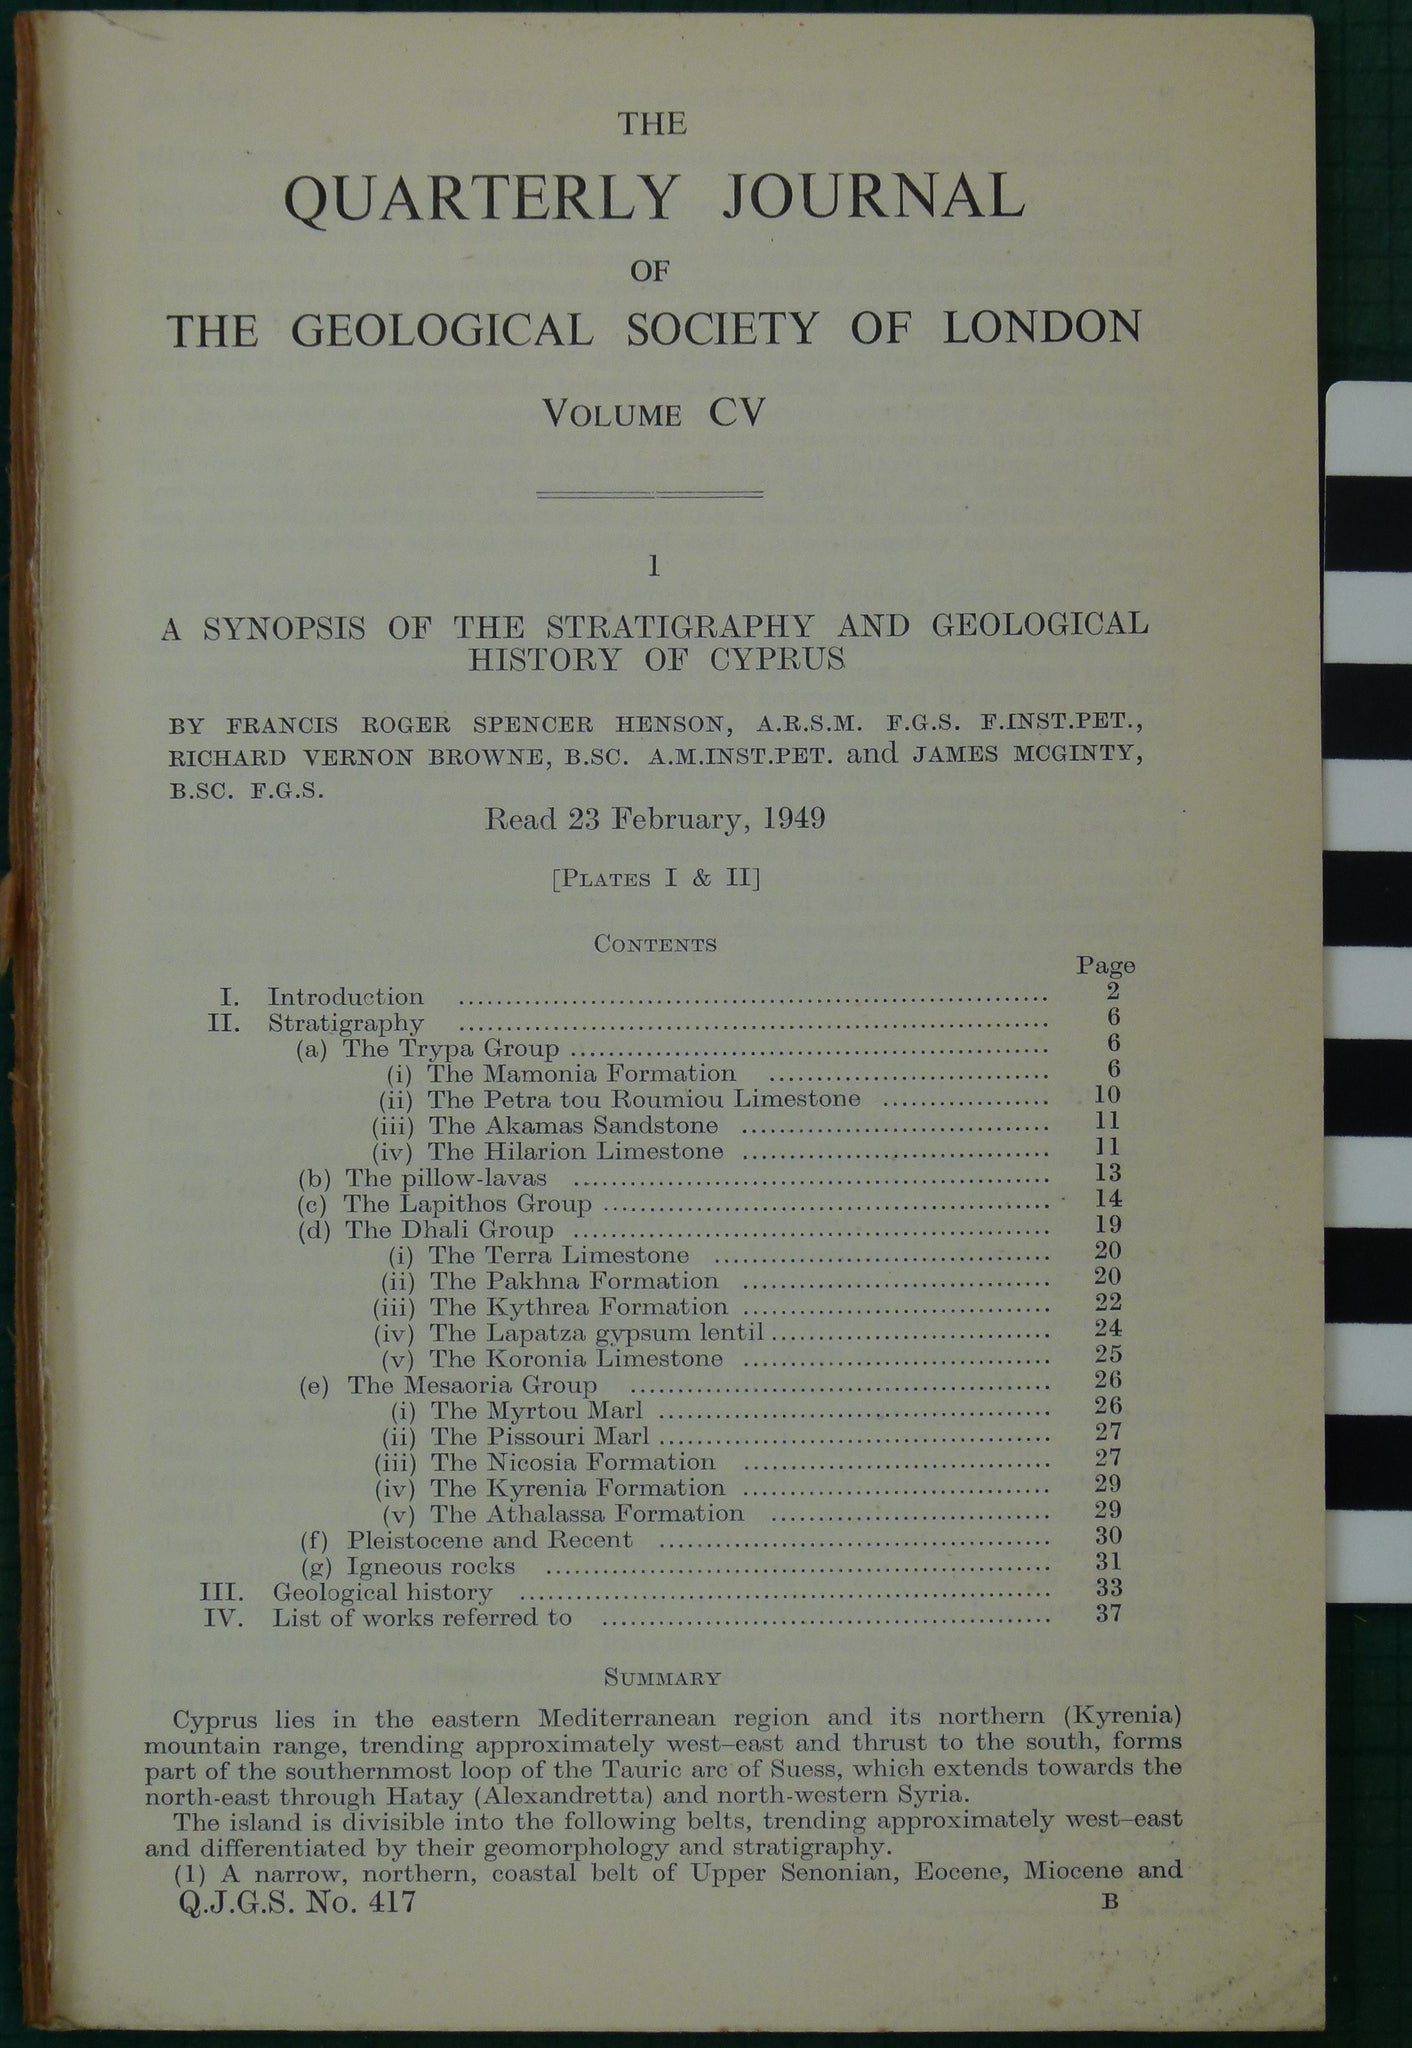 THE
QUARTERLY JOURNAL
OF
THE GEOLOGICAL SOCIETY OF LONDON
VOLUME CV
1
A SYNOPSIS OF THE STRATIGRAPHY AND GEOLOGICAL
HISTORY OF CYPRUS
BY FRANCIS ROGER SPENCER HENSON, A.R.S.M. F.G.S. F.INST.PET.,
RICHARD VERNON BROWNE, B.SC. A.M.INST.PET. and JAMES MCGINTY,
B.SC. F.G.S.
Read 23 February, 1949
[PLATES I & II]
CONTENTS
Page
I. Introduction .......... 2
II. Stratigraphy .......... 6
(a) The Trypa Group .......... 6
(i) The Mamonia Formation .......... 6
(ii) The Petra tou Roumiou Limestone .......... 10
(iii) The Akamas Sandstone .......... 11
(iv) The Hilarion Limestone .......... 11
(b) The pillow-lavas .......... 13
(c) The Lapithos Group .......... 14
(d) The Dhali Group .......... 19
(i) The Terra Limestone .......... 20
(ii) The Pakhna Formation .......... 20
(iii) The Kythrea Formation .......... 22
(iv) The Lapatza gypsum lentil .......... 24
(v) The Koronia Limestone .......... 25
(e) The Mesaoria Group .......... 26
(i) The Myrtou Marl .......... 26
(ii) The Pissouri Marl .......... 27
(iii) The Nicosia Formation .......... 27
(iv) The Kyrenia Formation .......... 29
(v) The Athalassa Formation .......... 29
(f) Pleistocene and Recent .......... 30
(g) Igneous rocks .......... 31
III. Geological history .......... 33
IV. List of works referred to .......... 37
SUMMARY
Cyprus lies in the eastern Mediterranean region and its northern (Kyrenia)
mountain range, trending approximately west–east and thrust to the south, forms
part of the southernmost loop of the Tauric arc of Suess, which extends towards the
north-east through Hatay (Alexandretta) and north-western Syria.
The island is divisible into the following belts, trending approximately west–east
and differentiated by their geomorphology and stratigraphy.
(1) A narrow, northern, coastal belt of Upper Senonian, Eocene, Miocene and
Q.J.G.S. No. 417 B